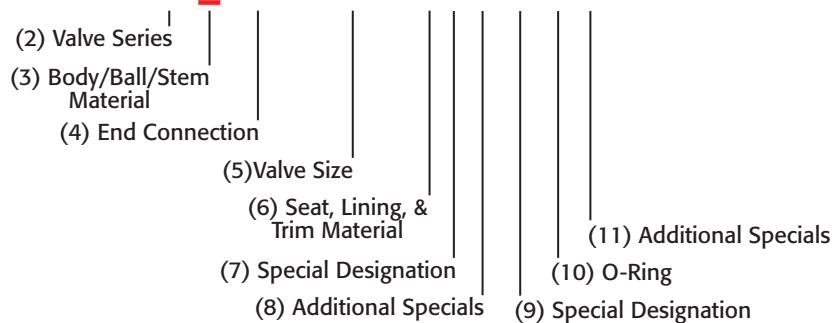 (2) Valve Series
(3) Body/Ball/Stem
Material
(4) End Connection
(5)Valve Size
(6) Seat, Lining, &
Trim Material
(11) Additional Specials
(7) Special Designation
(10) O-Ring
(8) Additional Specials
(9) Special Designation